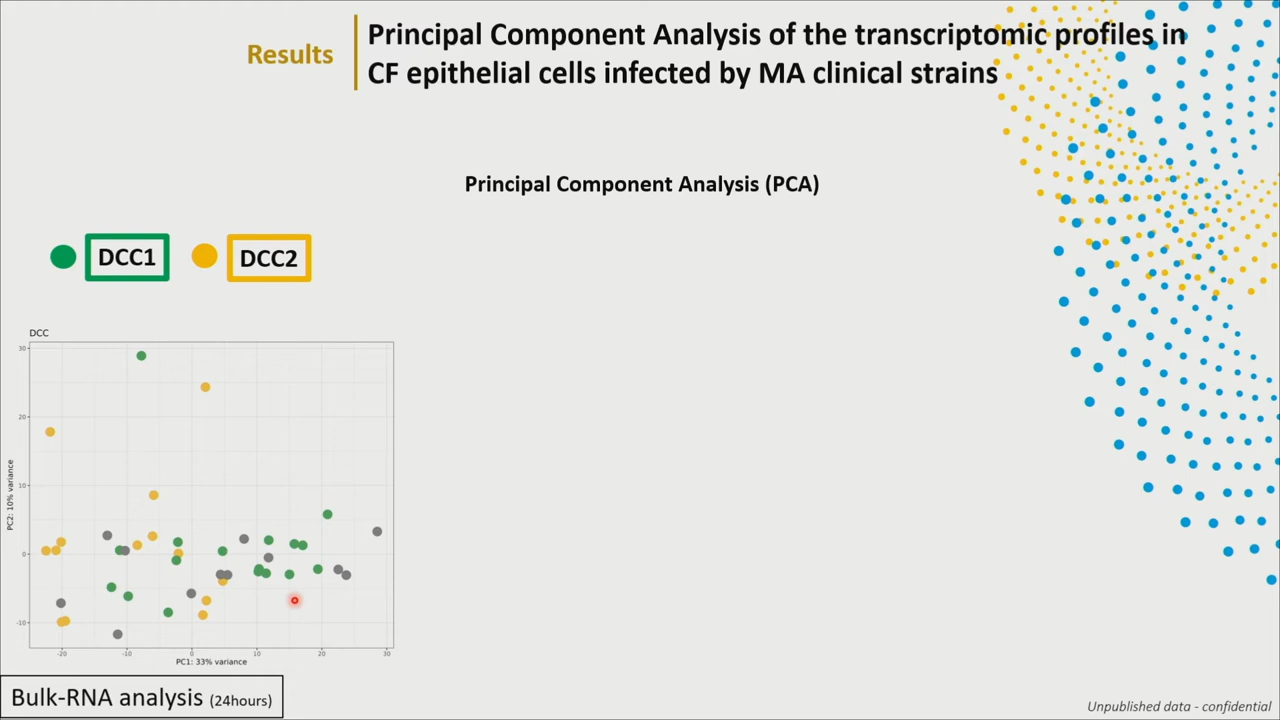 Results
Principal Component Analysis of the transcriptomic profiles in
CF epithelial cells infected by MA clinical strains
Principal Component Analysis (PCA)
DCC1
DCC2
DCC
30
20
10
0
-10
PC2: 10% variance
-20
-10
0
10
20
30
PC1: 33% variance
Bulk-RNA analysis (24hours)
Unpublished data - confidential